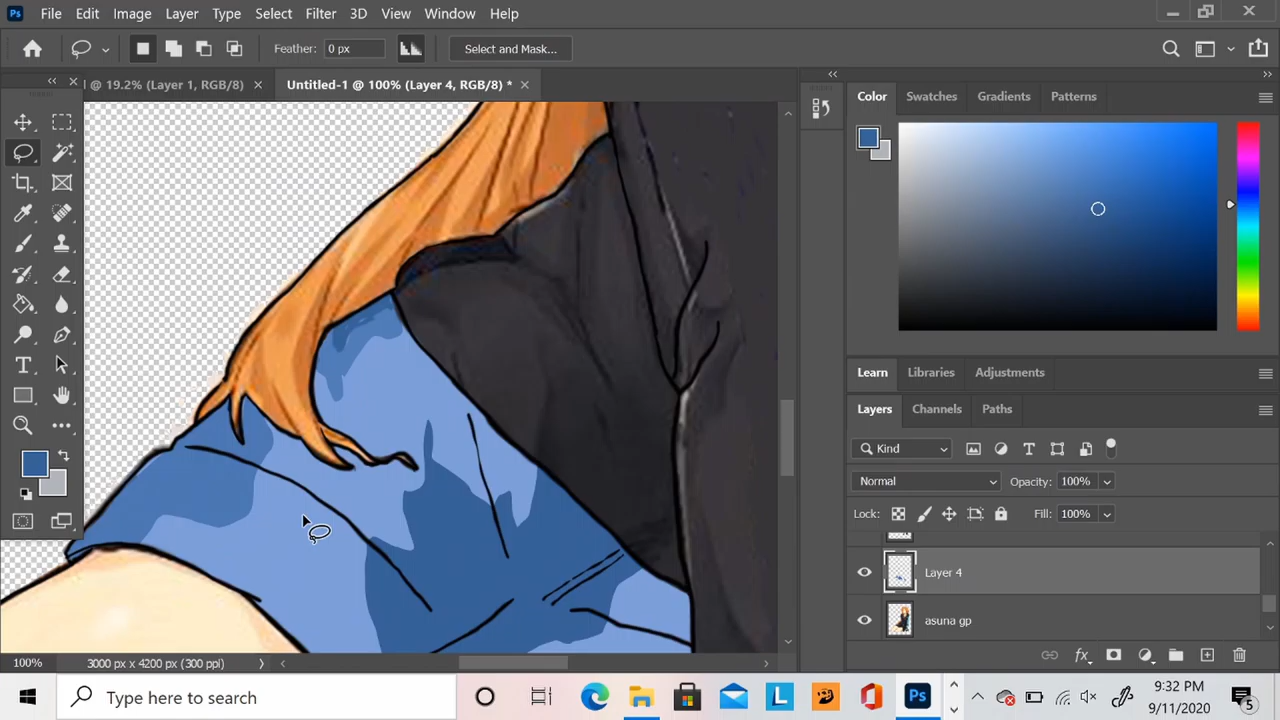 Ps File Edit Image Layer Type Select Filter 3D View Window Help
Feather: 0 px Select and Mask...
@ 19.2% (Layer 1, RGB/8) × Untitled-1 @ 100% (Layer 4, RGB/8) * ×
Color Swatches Gradients Patterns
Learn Libraries Adjustments
Layers Channels Paths
Kind
Normal Opacity: 100%
Lock: Fill: 100%
Layer 4
asuna gp
100% 3000 px x 4200 px (300 ppi)
Type here to search
L
Ps
9:32 PM
9/11/2020
5